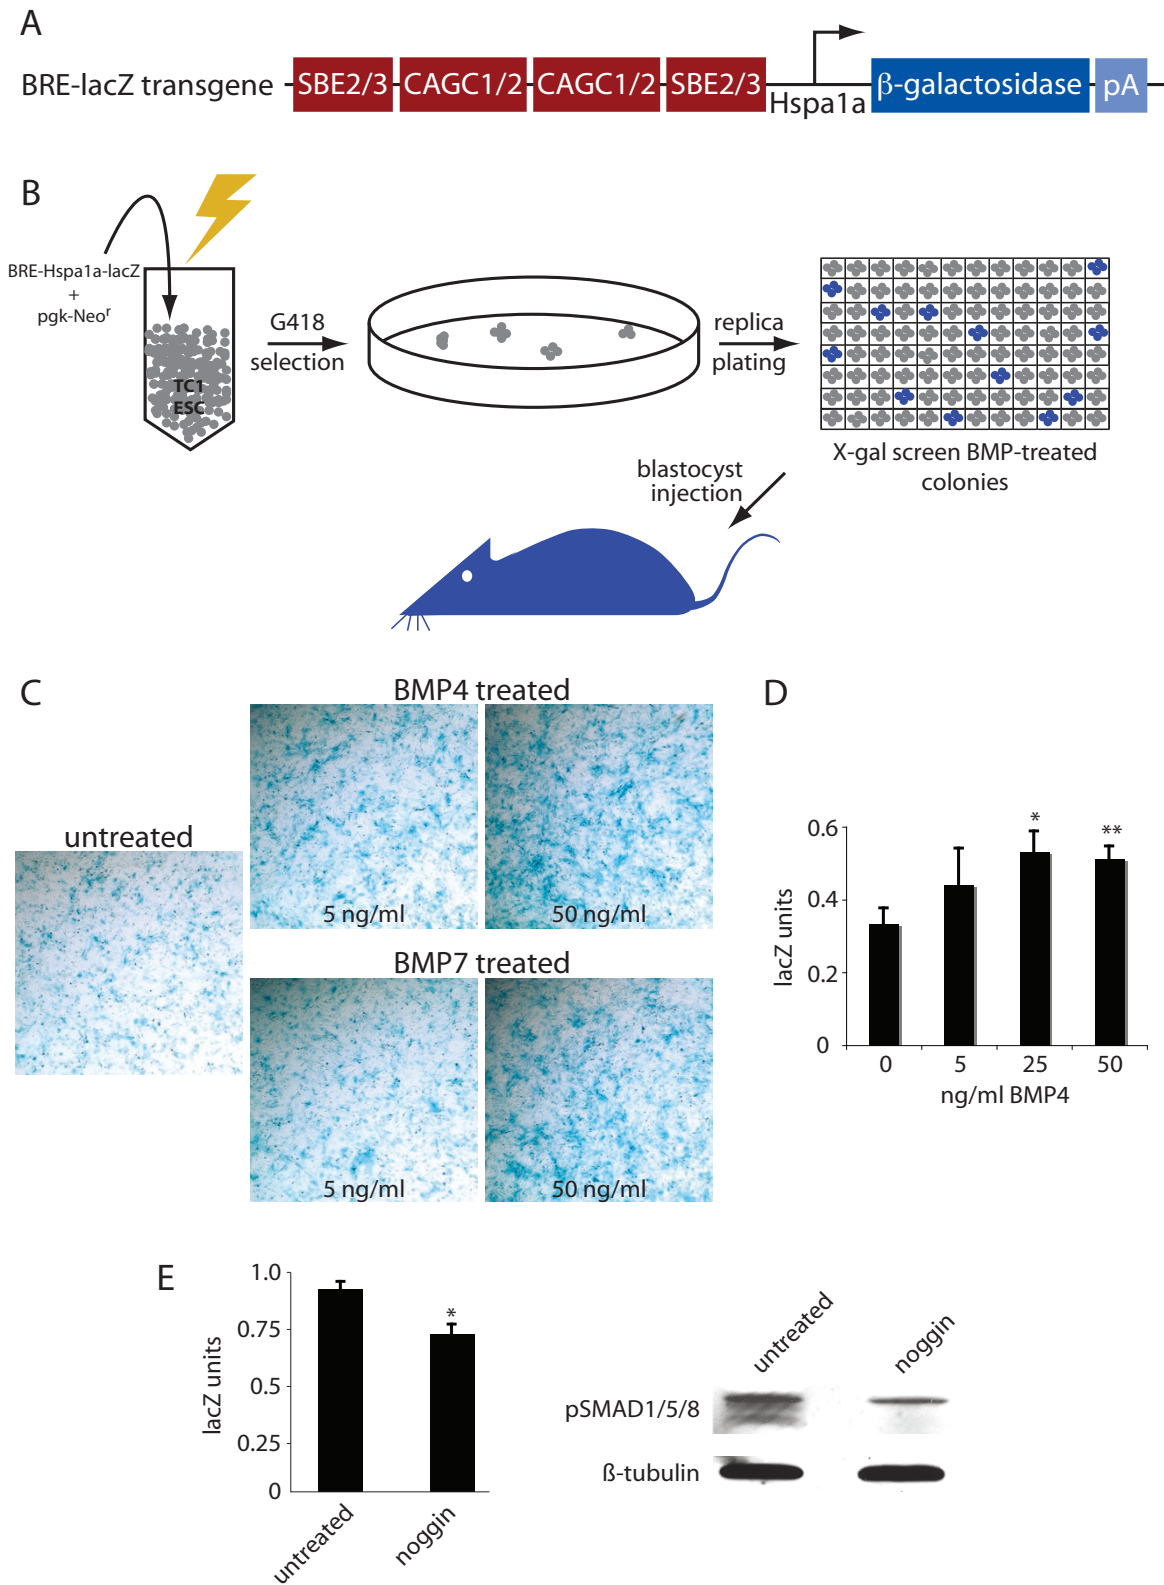 A
BRE-lacZ transgene
SBE2/3 CAGC1/2 CAGC1/2 SBE2/3
Hspa1a
β-galactosidase pA
B
BRE-Hspa1a-lacZ
+
pgk-Neoʳ
TC1
ESC
G418
selection
replica
plating
X-gal screen BMP-treated
colonies
blastocyst
injection
C
untreated
BMP4 treated
5 ng/ml
50 ng/ml
BMP7 treated
5 ng/ml
50 ng/ml
D
lacZ units
0.6
0.4
0.2
0
*
**
0 5 25 50
ng/ml BMP4
E
lacZ units
1.0
0.75
0.5
0.25
0
*
untreated
noggin
untreated
noggin
pSMAD1/5/8
ß-tubulin